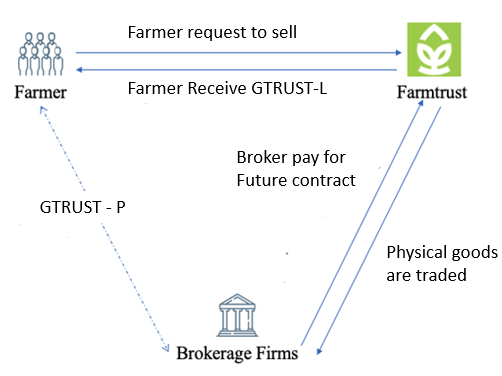 Farmer request to sell
Farmer Receive GTRUST-L
Farmer
Farmtrust
Broker pay for
Future contract
GTRUST - P
Physical goods
are traded
Brokerage Firms